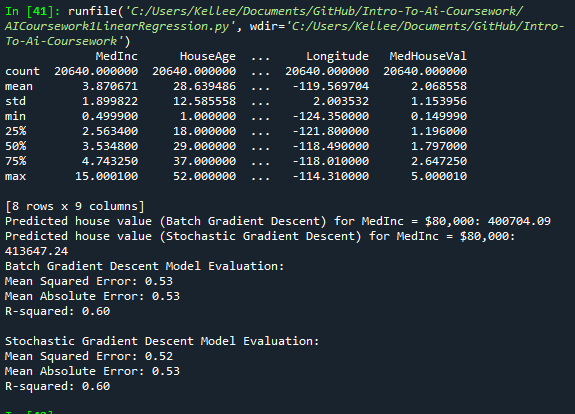 In [41]: runfile('C:/Users/Kellee/Documents/GitHub/Intro-To-Ai-Coursework/
AICoursework1LinearRegression.py', wdir='C:/Users/Kellee/Documents/GitHub/Intro-
To-Ai-Coursework')
MedInc HouseAge ... Longitude MedHouseVal
count 20640.000000 20640.000000 ... 20640.000000 20640.000000
mean 3.870671 28.639486 ... -119.569704 2.068558
std 1.899822 12.585558 ... 2.003532 1.153956
min 0.499900 1.000000 ... -124.350000 0.149990
25% 2.563400 18.000000 ... -121.800000 1.196000
50% 3.534800 29.000000 ... -118.490000 1.797000
75% 4.743250 37.000000 ... -118.010000 2.647250
max 15.000100 52.000000 ... -114.310000 5.000010
[8 rows x 9 columns]
Predicted house value (Batch Gradient Descent) for MedInc = $80,000: 400704.09
Predicted house value (Stochastic Gradient Descent) for MedInc = $80,000:
413647.24
Batch Gradient Descent Model Evaluation:
Mean Squared Error: 0.53
Mean Absolute Error: 0.53
R-squared: 0.60
Stochastic Gradient Descent Model Evaluation:
Mean Squared Error: 0.52
Mean Absolute Error: 0.53
R-squared: 0.60